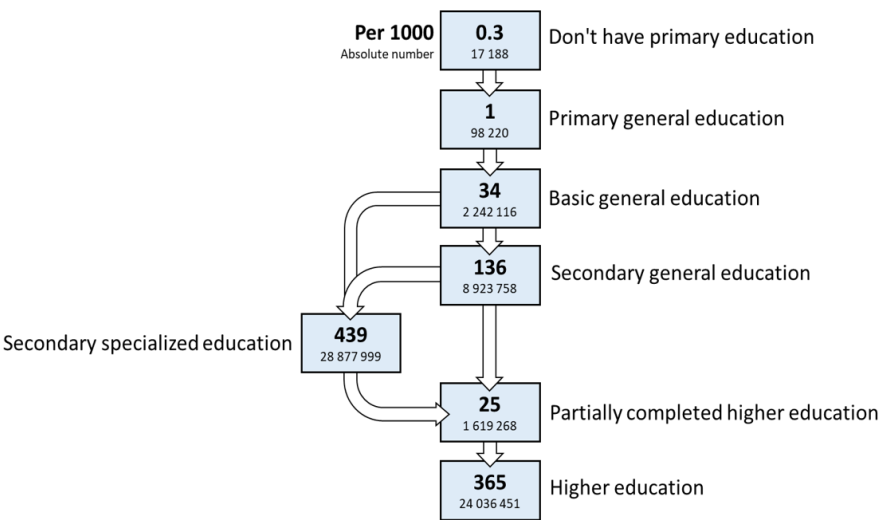 Per 1000
Absolute number
0.3
17 188
Don't have primary education
1
98 220
Primary general education
34
2 242 116
Basic general education
136
8 923 758
Secondary general education
Secondary specialized education
439
28 877 999
25
1 619 268
Partially completed higher education
365
24 036 451
Higher education